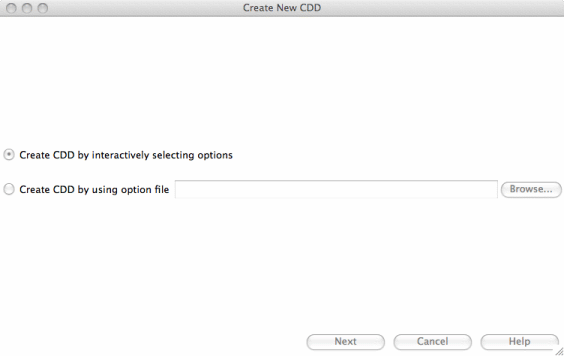 Create New CDD
Create CDD by interactively selecting options
Create CDD by using option file Browse...
Next Cancel Help